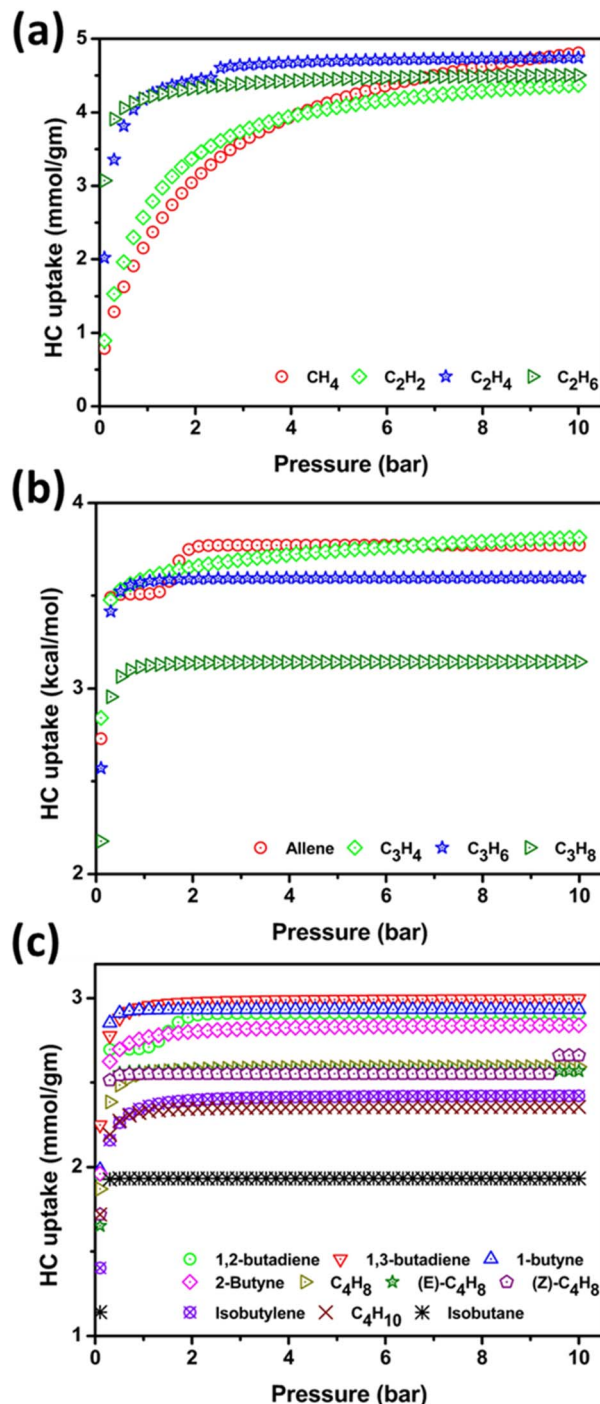 (a)
5
4
3
2
1
0
HC uptake (mmol/gm)
CH4 C2H2 C2H4 C2H6
0 2 4 6 8 10
Pressure (bar)
(b)
4
3
2
HC uptake (kcal/mol)
Allene C3H4 C3H6 C3H8
0 2 4 6 8 10
Pressure (bar)
(c)
3
2
1
HC uptake (mmol/gm)
1,2-butadiene 1,3-butadiene 1-butyne
2-Butyne C4H8 (E)-C4H8 (Z)-C4H8
Isobutylene C4H10 Isobutane
0 2 4 6 8 10
Pressure (bar)